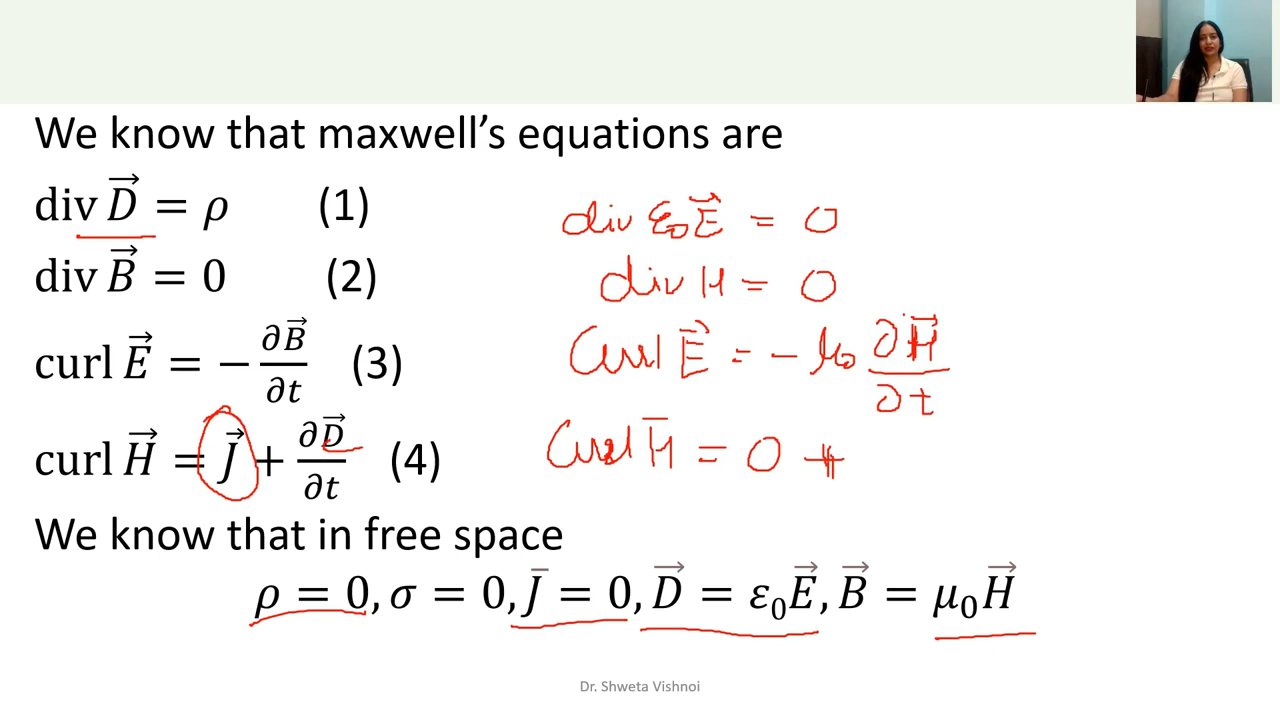 We know that maxwell's equations are
div D⃗ = ρ (1)
div ε₀E⃗ = 0
div B⃗ = 0 (2)
div H = 0
curl E⃗ = −∂B⃗/∂t (3)
Curl E⃗ = − μ₀ ∂H⃗/∂t
curl H⃗ = J⃗ + ∂D⃗/∂t (4)
Curl H̅ = 0 +
We know that in free space
ρ = 0, σ = 0, J̅ = 0, D⃗ = ε₀E⃗, B⃗ = μ₀H⃗
Dr. Shweta Vishnoi